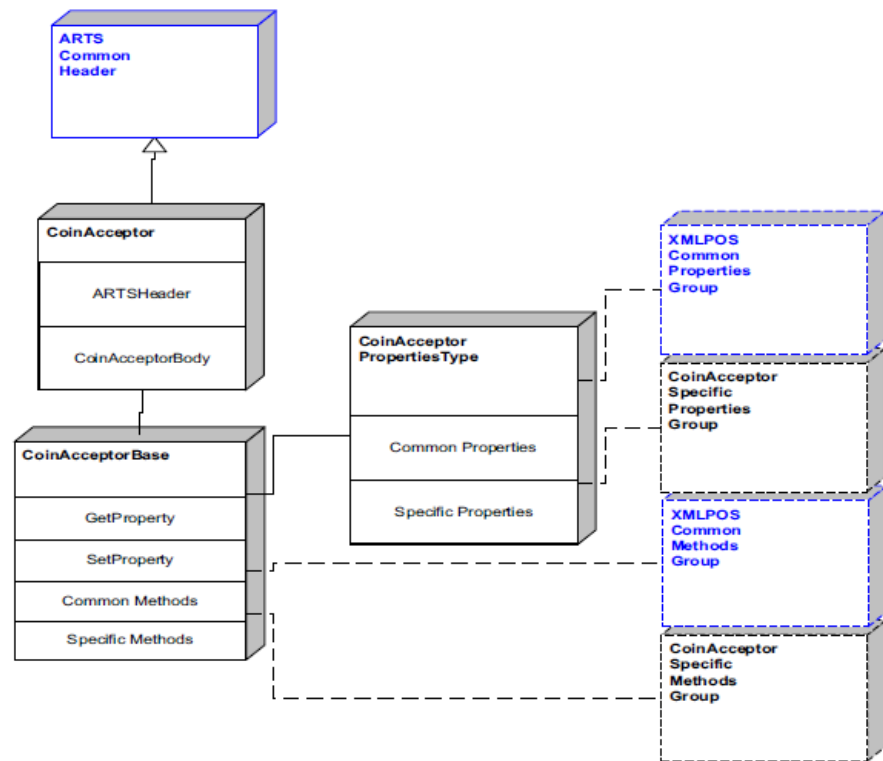 ARTS
Common
Header
CoinAcceptor
ARTSHeader
CoinAcceptorBody
CoinAcceptorBase
GetProperty
SetProperty
Common Methods
Specific Methods
CoinAcceptor
PropertiesType
Common Properties
Specific Properties
XMLPOS
Common
Properties
Group
CoinAcceptor
Specific
Properties
Group
XMLPOS
Common
Methods
Group
CoinAcceptor
Specific
Methods
Group